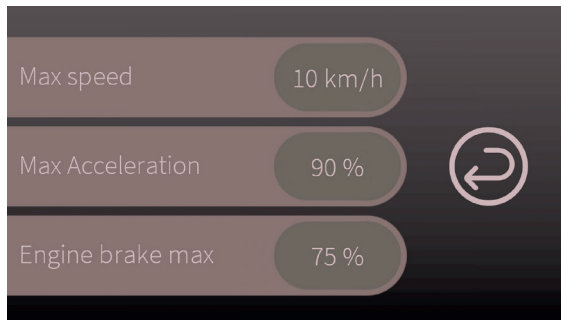 Max speed 10 km/h
Max Acceleration 90 %
Engine brake max 75 %